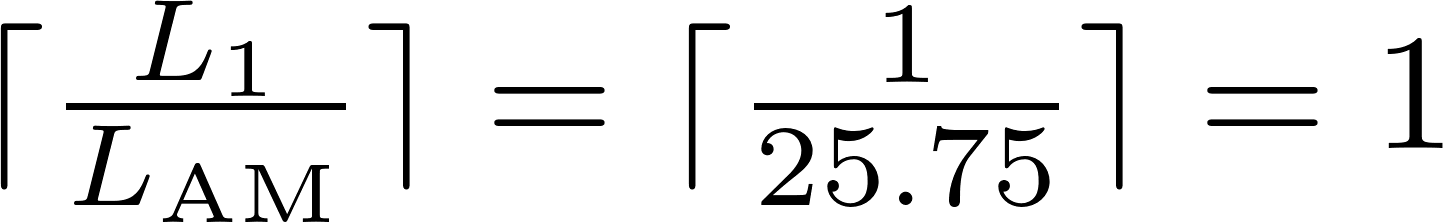 ⌈L₁/L_AM⌉ = ⌈1/25.75⌉ = 1